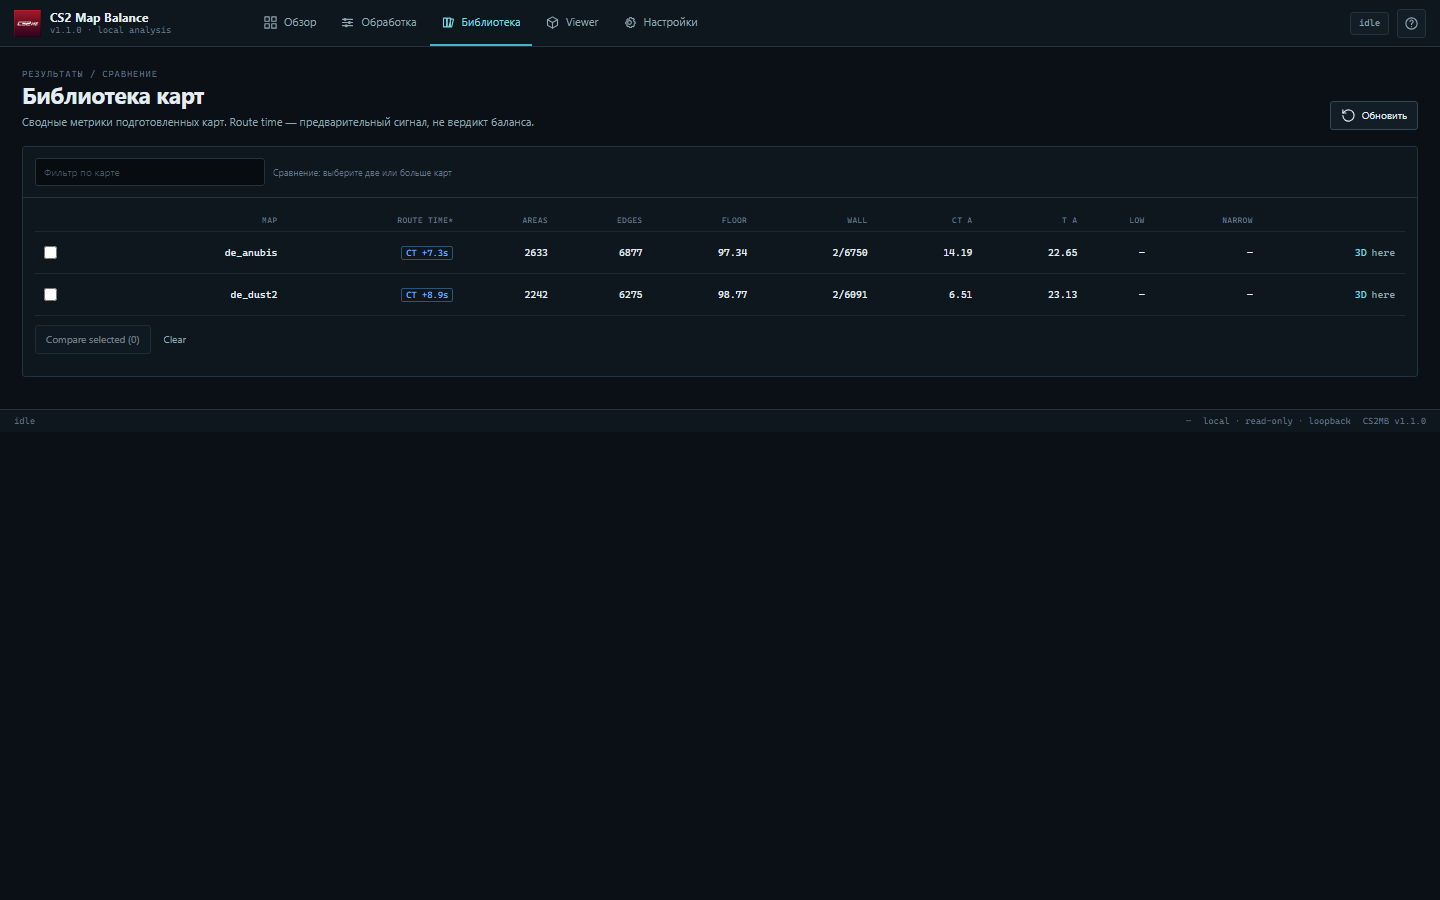 CS2 Map Balance
v1.1.0 · local analysis
Обзор
Обработка
Библиотека
Viewer
Настройки
idle
РЕЗУЛЬТАТЫ / СРАВНЕНИЕ
Библиотека карт
Сводные метрики подготовленных карт. Route time — предварительный сигнал, не вердикт баланса.
Обновить
Фильтр по карте
Сравнение: выберите две или больше карт
MAP ROUTE TIME* AREAS EDGES FLOOR WALL CT A T A LOW NARROW
de_anubis CT +7.3s 2633 6877 97.34 2/6750 14.19 22.65 — — 3D here
de_dust2 CT +8.9s 2242 6275 98.77 2/6091 6.51 23.13 — — 3D here
Compare selected (0) Clear
idle
— local · read-only · loopback CS2MB v1.1.0